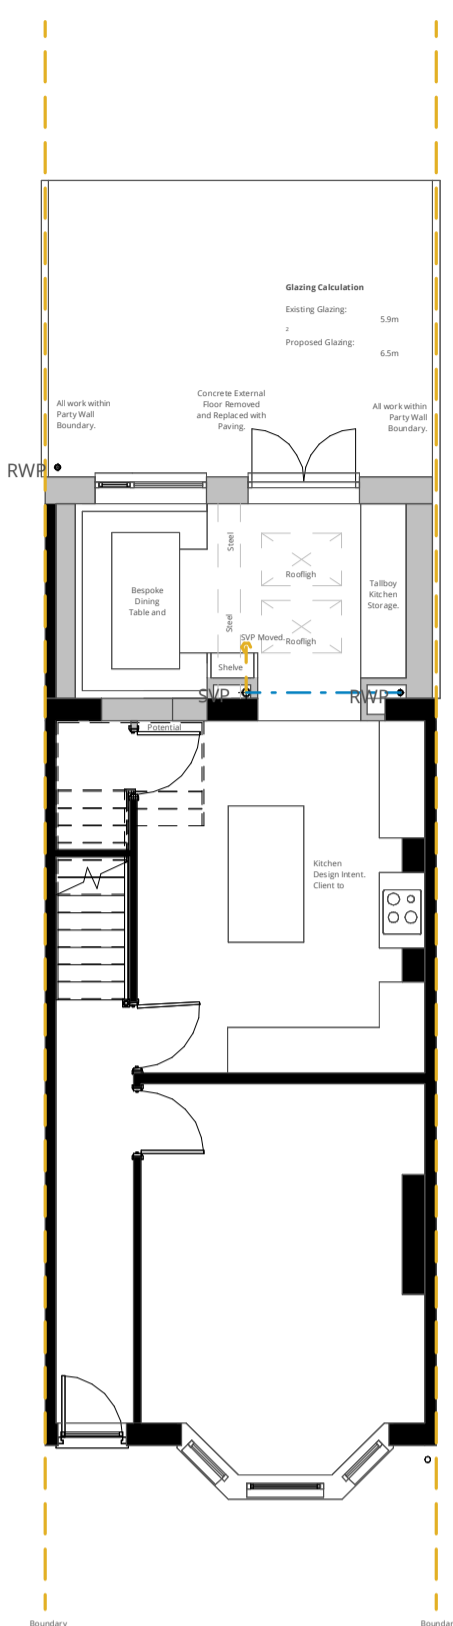 Glazing Calculation
Existing Glazing:
5.9m
2
Proposed Glazing:
6.5m
Concrete External
Floor Removed
and Replaced with
Paving.
All work within
Party Wall
Boundary.
All work within
Party Wall
Boundary.
RWP
Steel
Roofligh
Bespoke
Dining
Table and
Tallboy
Kitchen
Storage.
Steel
SVP Moved.
Roofligh
Shelve
SVP
RWP
Potential
Kitchen
Design Intent.
Client to
Boundary
Boundar